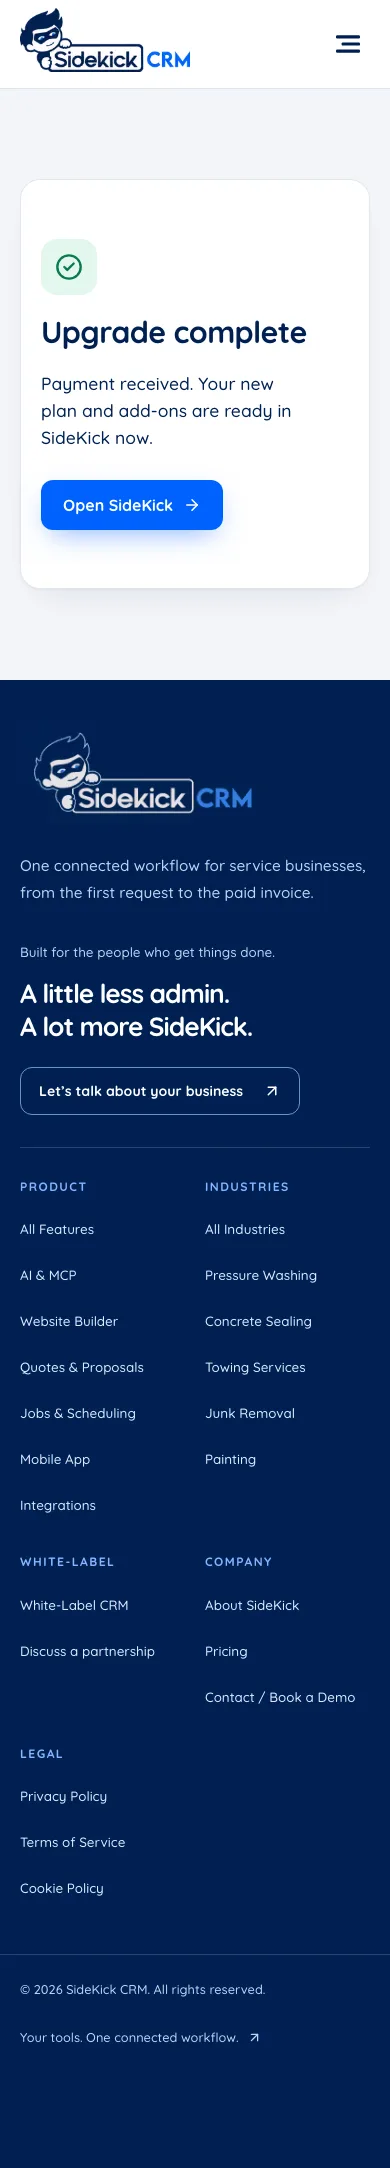 Sidekick CRM
Upgrade complete
Payment received. Your new
plan and add-ons are ready in
SideKick now.
Open SideKick
Sidekick CRM
One connected workflow for service businesses,
from the first request to the paid invoice.
Built for the people who get things done.
A little less admin.
A lot more SideKick.
Let’s talk about your business
PRODUCT
All Features
AI & MCP
Website Builder
Quotes & Proposals
Jobs & Scheduling
Mobile App
Integrations
INDUSTRIES
All Industries
Pressure Washing
Concrete Sealing
Towing Services
Junk Removal
Painting
WHITE-LABEL
White-Label CRM
Discuss a partnership
COMPANY
About SideKick
Pricing
Contact / Book a Demo
LEGAL
Privacy Policy
Terms of Service
Cookie Policy
© 2026 SideKick CRM. All rights reserved.
Your tools. One connected workflow.